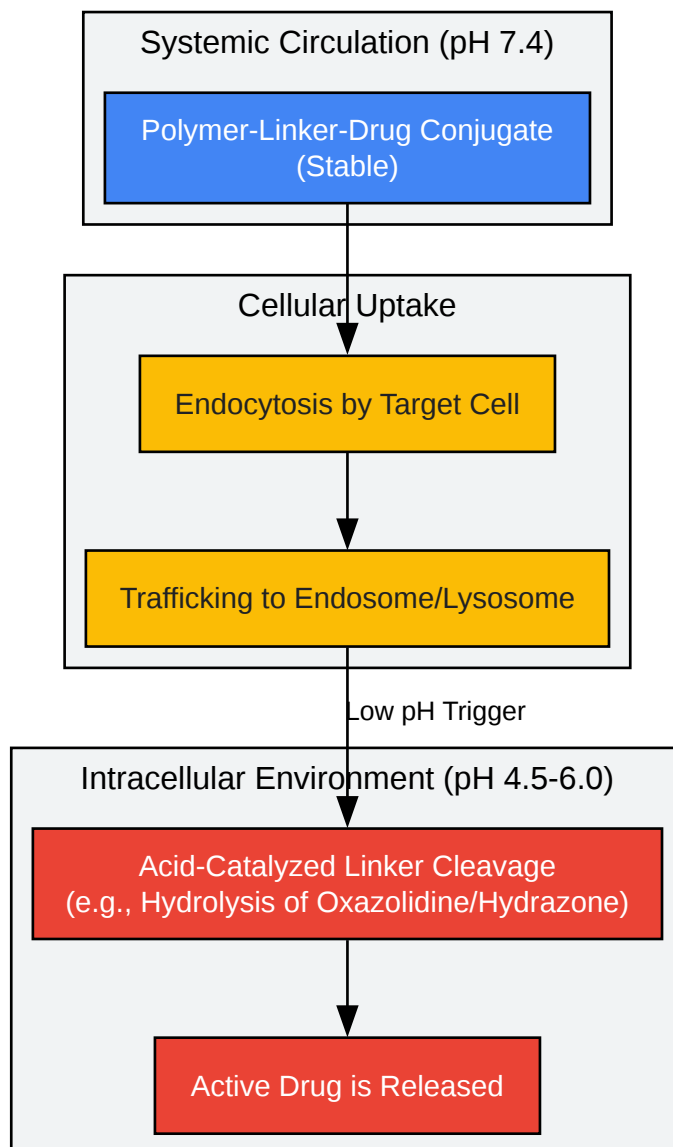 Systemic Circulation (pH 7.4)
Polymer-Linker-Drug Conjugate
(Stable)
Cellular Uptake
Endocytosis by Target Cell
Trafficking to Endosome/Lysosome
Low pH Trigger
Intracellular Environment (pH 4.5-6.0)
Acid-Catalyzed Linker Cleavage
(e.g., Hydrolysis of Oxazolidine/Hydrazone)
Active Drug is Released